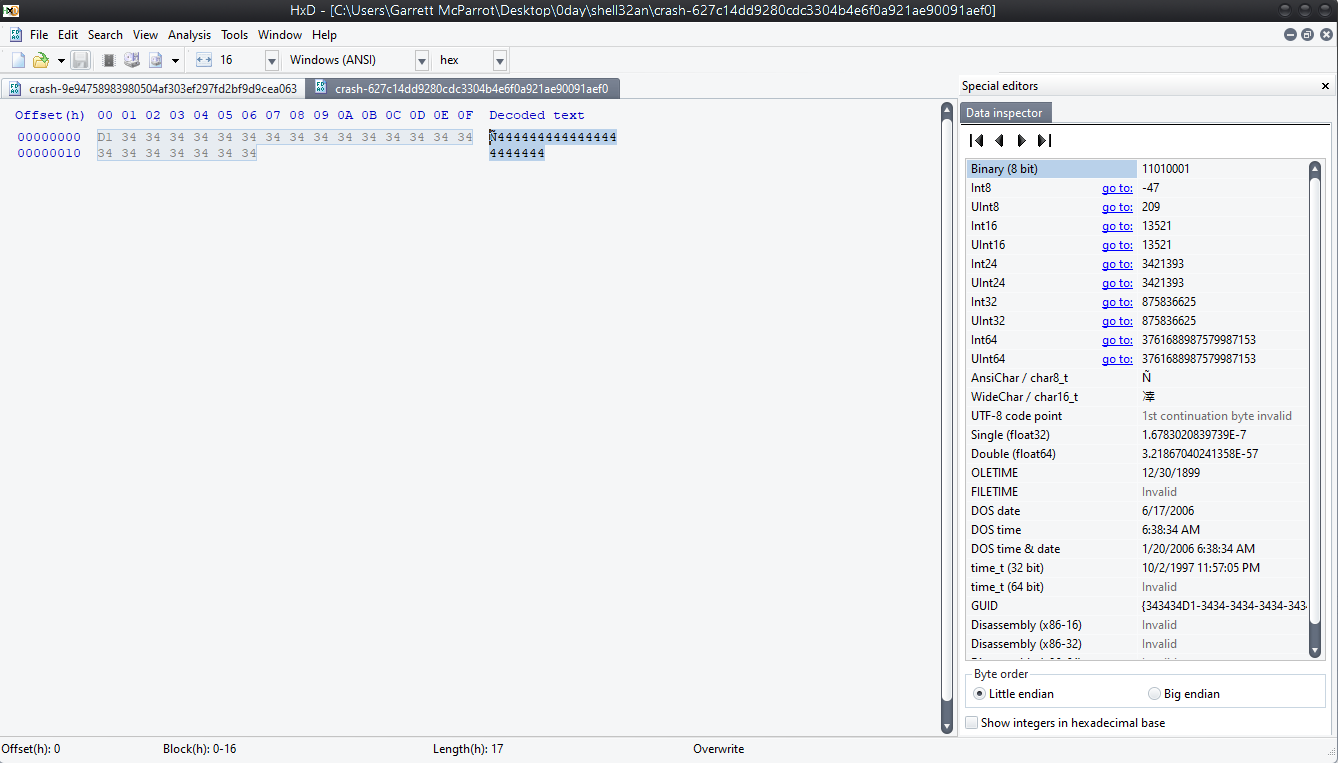 HxD - [C:\Users\Garrett McParrot\Desktop\0day\shell32an\crash-627c14dd9280cdc3304b4e6f0a921ae90091aef0]
File Edit Search View Analysis Tools Window Help
16 Windows (ANSI) hex
crash-9e94758983980504af303ef297fd2bf9d9cea063 crash-627c14dd9280cdc3304b4e6f0a921ae90091aef0
Offset(h) 00 01 02 03 04 05 06 07 08 09 0A 0B 0C 0D 0E 0F Decoded text
00000000 D1 34 34 34 34 34 34 34 34 34 34 34 34 34 34 34 Ñ444444444444444
00000010 34 34 34 34 34 34 34 4444444
Special editors
Data inspector
Binary (8 bit) 11010001
Int8 go to: -47
UInt8 go to: 209
Int16 go to: 13521
UInt16 go to: 13521
Int24 go to: 3421393
UInt24 go to: 3421393
Int32 go to: 875836625
UInt32 go to: 875836625
Int64 go to: 3761688987579987153
UInt64 go to: 3761688987579987153
AnsiChar / char8_t Ñ
WideChar / char16_t
UTF-8 code point 1st continuation byte invalid
Single (float32) 1.6783020839739E-7
Double (float64) 3.21867040241358E-57
OLETIME 12/30/1899
FILETIME Invalid
DOS date 6/17/2006
DOS time 6:38:34 AM
DOS time & date 1/20/2006 6:38:34 AM
time_t (32 bit) 10/2/1997 11:57:05 PM
time_t (64 bit) Invalid
GUID {343434D1-3434-3434-3434-343
Disassembly (x86-16) Invalid
Disassembly (x86-32) Invalid
Byte order
Little endian Big endian
Show integers in hexadecimal base
Offset(h): 0 Block(h): 0-16 Length(h): 17 Overwrite